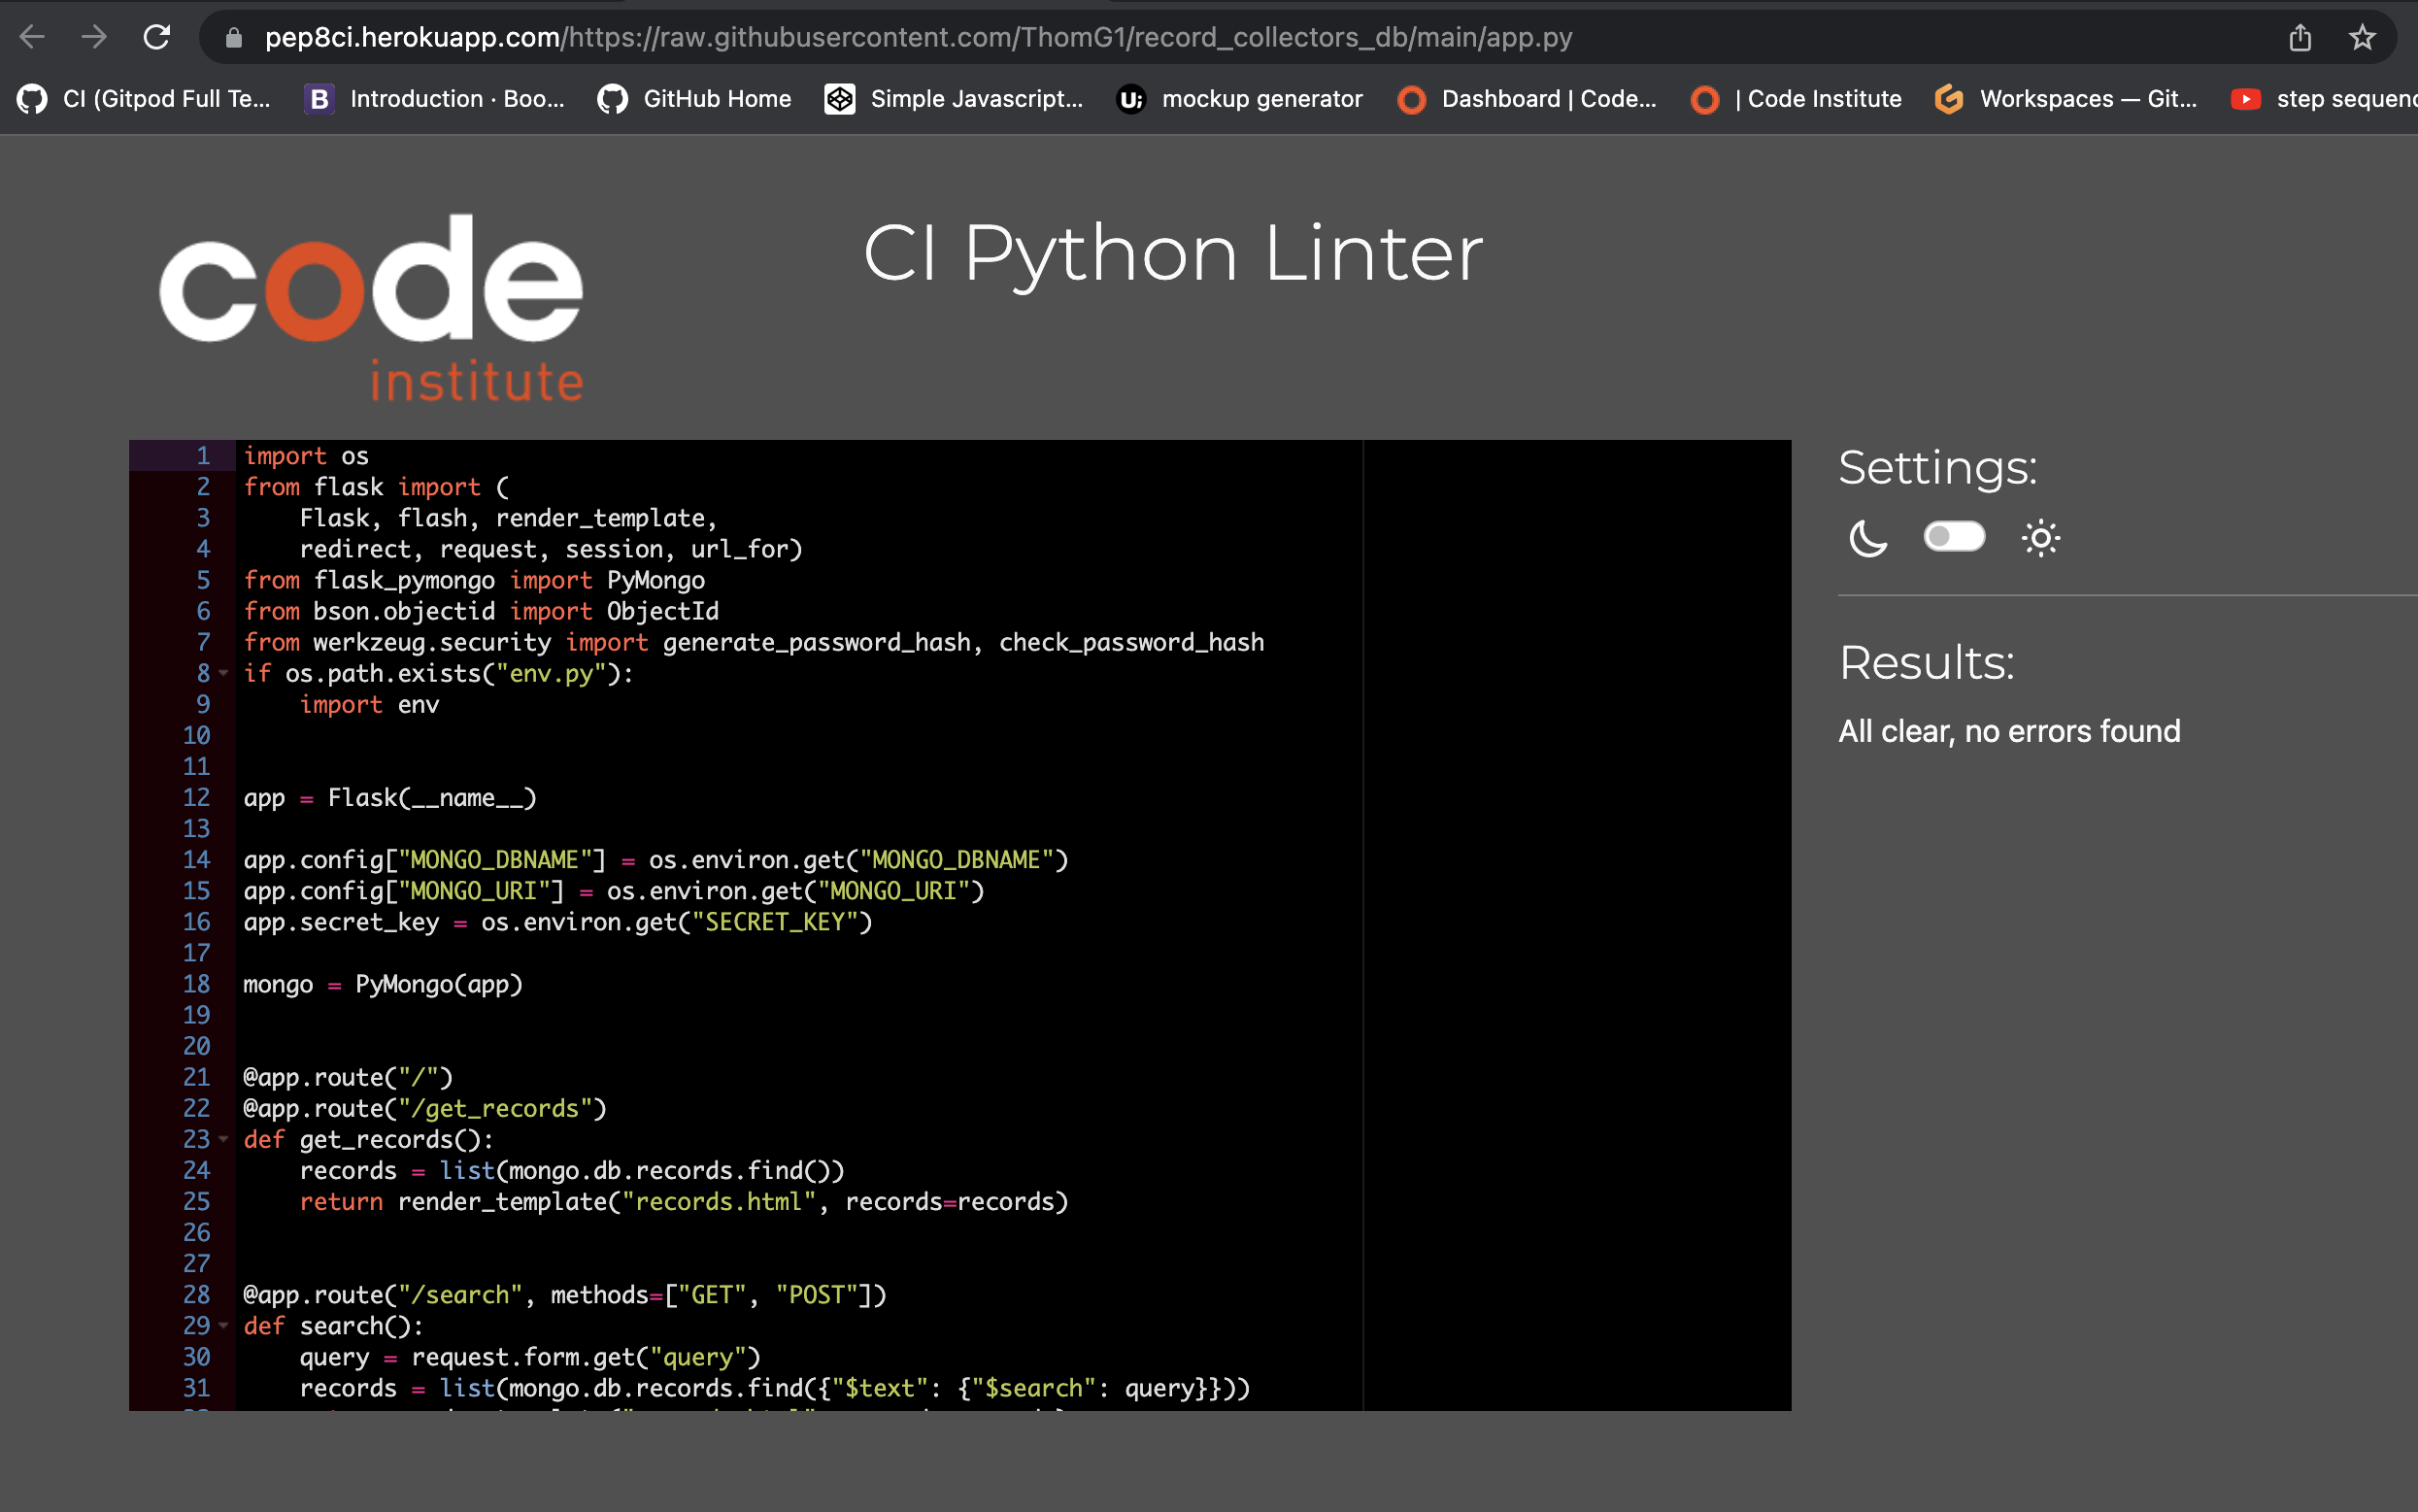 pep8ci.herokuapp.com/https://raw.githubusercontent.com/ThomG1/record_collectors_db/main/app.py
CI (Gitpod Full Te... B Introduction · Boo... GitHub Home Simple Javascript... Ui mockup generator Dashboard | Code... | Code Institute Workspaces — Git... step sequenc
code
institute
CI Python Linter
1 import os
2 from flask import (
3     Flask, flash, render_template,
4     redirect, request, session, url_for)
5 from flask_pymongo import PyMongo
6 from bson.objectid import ObjectId
7 from werkzeug.security import generate_password_hash, check_password_hash
8 if os.path.exists("env.py"):
9     import env
10
11
12 app = Flask(__name__)
13
14 app.config["MONGO_DBNAME"] = os.environ.get("MONGO_DBNAME")
15 app.config["MONGO_URI"] = os.environ.get("MONGO_URI")
16 app.secret_key = os.environ.get("SECRET_KEY")
17
18 mongo = PyMongo(app)
19
20
21 @app.route("/")
22 @app.route("/get_records")
23 def get_records():
24     records = list(mongo.db.records.find())
25     return render_template("records.html", records=records)
26
27
28 @app.route("/search", methods=["GET", "POST"])
29 def search():
30     query = request.form.get("query")
31     records = list(mongo.db.records.find({"$text": {"$search": query}}))
Settings:
Results:
All clear, no errors found